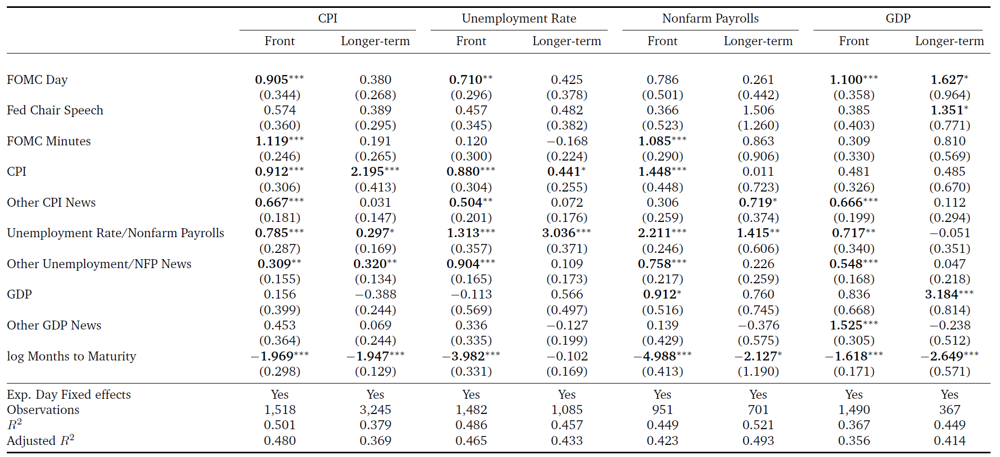 CPI Unemployment Rate Nonfarm Payrolls GDP
Front Longer-term Front Longer-term Front Longer-term Front Longer-term
FOMC Day 0.905*** 0.380 0.710** 0.425 0.786 0.261 1.100*** 1.627*
(0.344) (0.268) (0.296) (0.378) (0.501) (0.442) (0.358) (0.964)
Fed Chair Speech 0.574 0.389 0.457 0.482 0.366 1.506 0.385 1.351*
(0.360) (0.295) (0.345) (0.382) (0.523) (1.260) (0.403) (0.771)
FOMC Minutes 1.119*** 0.191 0.120 −0.168 1.085*** 0.863 0.309 0.810
(0.246) (0.265) (0.300) (0.224) (0.290) (0.906) (0.330) (0.569)
CPI 0.912*** 2.195*** 0.880*** 0.441* 1.448*** 0.011 0.481 0.485
(0.306) (0.413) (0.304) (0.255) (0.448) (0.723) (0.326) (0.670)
Other CPI News 0.667*** 0.031 0.504** 0.072 0.306 0.719* 0.666*** 0.112
(0.181) (0.147) (0.201) (0.176) (0.259) (0.374) (0.199) (0.294)
Unemployment Rate/Nonfarm Payrolls 0.785*** 0.297* 1.313*** 3.036*** 2.211*** 1.415** 0.717** −0.051
(0.287) (0.169) (0.357) (0.371) (0.246) (0.606) (0.340) (0.351)
Other Unemployment/NFP News 0.309** 0.320** 0.904*** 0.109 0.758*** 0.226 0.548*** 0.047
(0.155) (0.134) (0.165) (0.173) (0.217) (0.259) (0.168) (0.218)
GDP 0.156 −0.388 −0.113 0.566 0.912* 0.760 0.836 3.184***
(0.399) (0.244) (0.569) (0.497) (0.516) (0.745) (0.668) (0.814)
Other GDP News 0.453 0.069 0.336 −0.127 0.139 −0.376 1.525*** −0.238
(0.364) (0.244) (0.335) (0.199) (0.429) (0.575) (0.305) (0.512)
log Months to Maturity −1.969*** −1.947*** −3.982*** −0.102 −4.988*** −2.127* −1.618*** −2.649***
(0.298) (0.129) (0.331) (0.169) (0.413) (1.190) (0.171) (0.571)
Exp. Day Fixed effects Yes Yes Yes Yes Yes Yes Yes Yes
Observations 1,518 3,245 1,482 1,085 951 701 1,490 367
R² 0.501 0.379 0.486 0.457 0.449 0.521 0.367 0.449
Adjusted R² 0.480 0.369 0.465 0.433 0.423 0.493 0.356 0.414